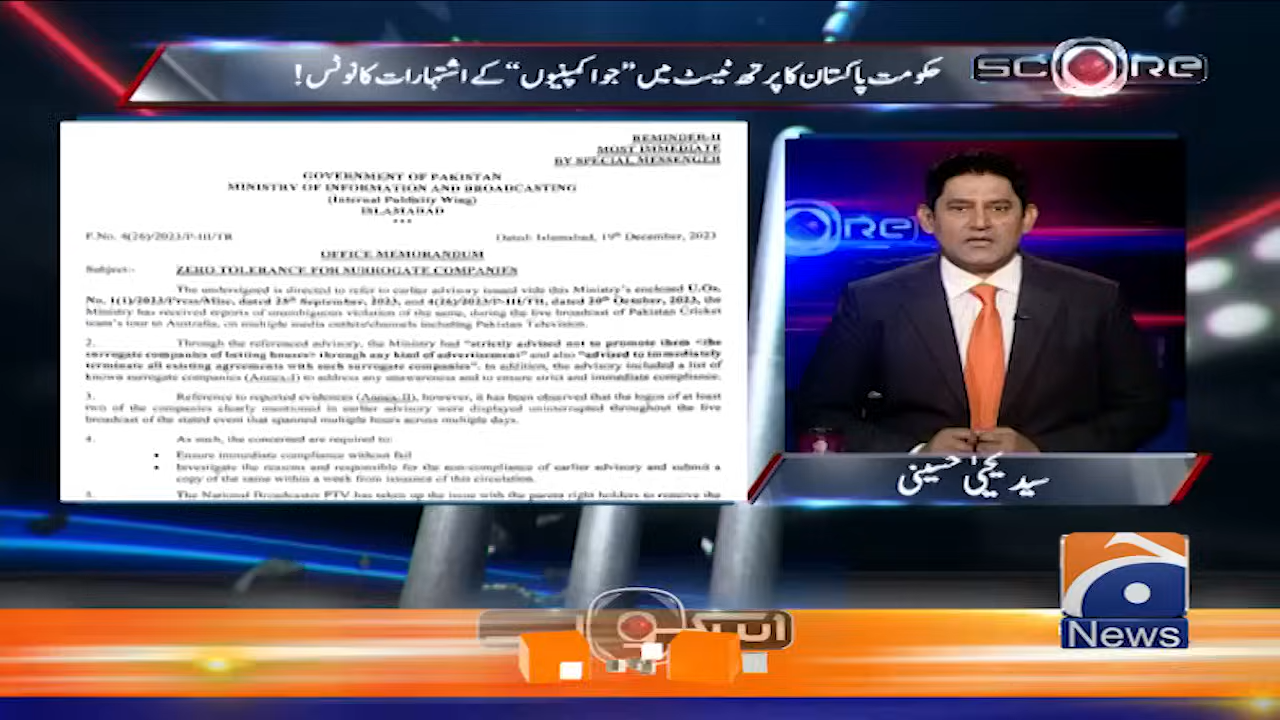 حکومت پاکستان کا پرتھ ٹیسٹ میں "جوا کمپنیوں" کے اشتہارات کا نوٹس!
SCORE
REMINDER-II
MOST IMMEDIATE
BY SPECIAL MESSENGER
GOVERNMENT OF PAKISTAN
MINISTRY OF INFORMATION AND BROADCASTING
(Internal Publicity Wing)
ISLAMABAD
***
F.No. 4(26)/2023/P-III/TR
Dated: Islamabad, 19th December, 2023
OFFICE MEMORANDUM
Subject:- ZERO TOLERANCE FOR SURROGATE COMPANIES
The undersigned is directed to refer to earlier advisory issued vide this Ministry's enclosed U.Os.
No. 1(1)/2023/Press/Misc, dated 25th September, 2023, and 4(26)/2023/P-III/TR, dated 20th October, 2023, the
Ministry has received reports of unambiguous violation of the same, during the live broadcast of Pakistan Cricket
team's tour to Australia, on multiple media outlets/channels including Pakistan Television.
2. Through the referenced advisory, the Ministry had "strictly advised not to promote them <the
surrogate companies of betting houses> through any kind of advertisement" and also "advised to immediately
terminate all existing agreements with such surrogate companies". In addition, the advisory included a list of
known surrogate companies (Annex-I) to address any unawareness and to ensure strict and immediate compliance.
3. Reference to reported evidences (Annex-II), however, it has been observed that the logos of at least
two of the companies clearly mentioned in earlier advisory were displayed uninterrupted throughout the live
broadcast of the stated event that spanned multiple hours across multiple days.
4. As such, the concerned are required to:
• Ensure immediate compliance without fail
• Investigate the reasons and responsible for the non-compliance of earlier advisory and submit a
copy of the same within a week from issuance of this circulation.
The National Broadcaster PTV has taken up the issue with the parent right holders to remove the
ore
سید یحییٰ حسینی
News